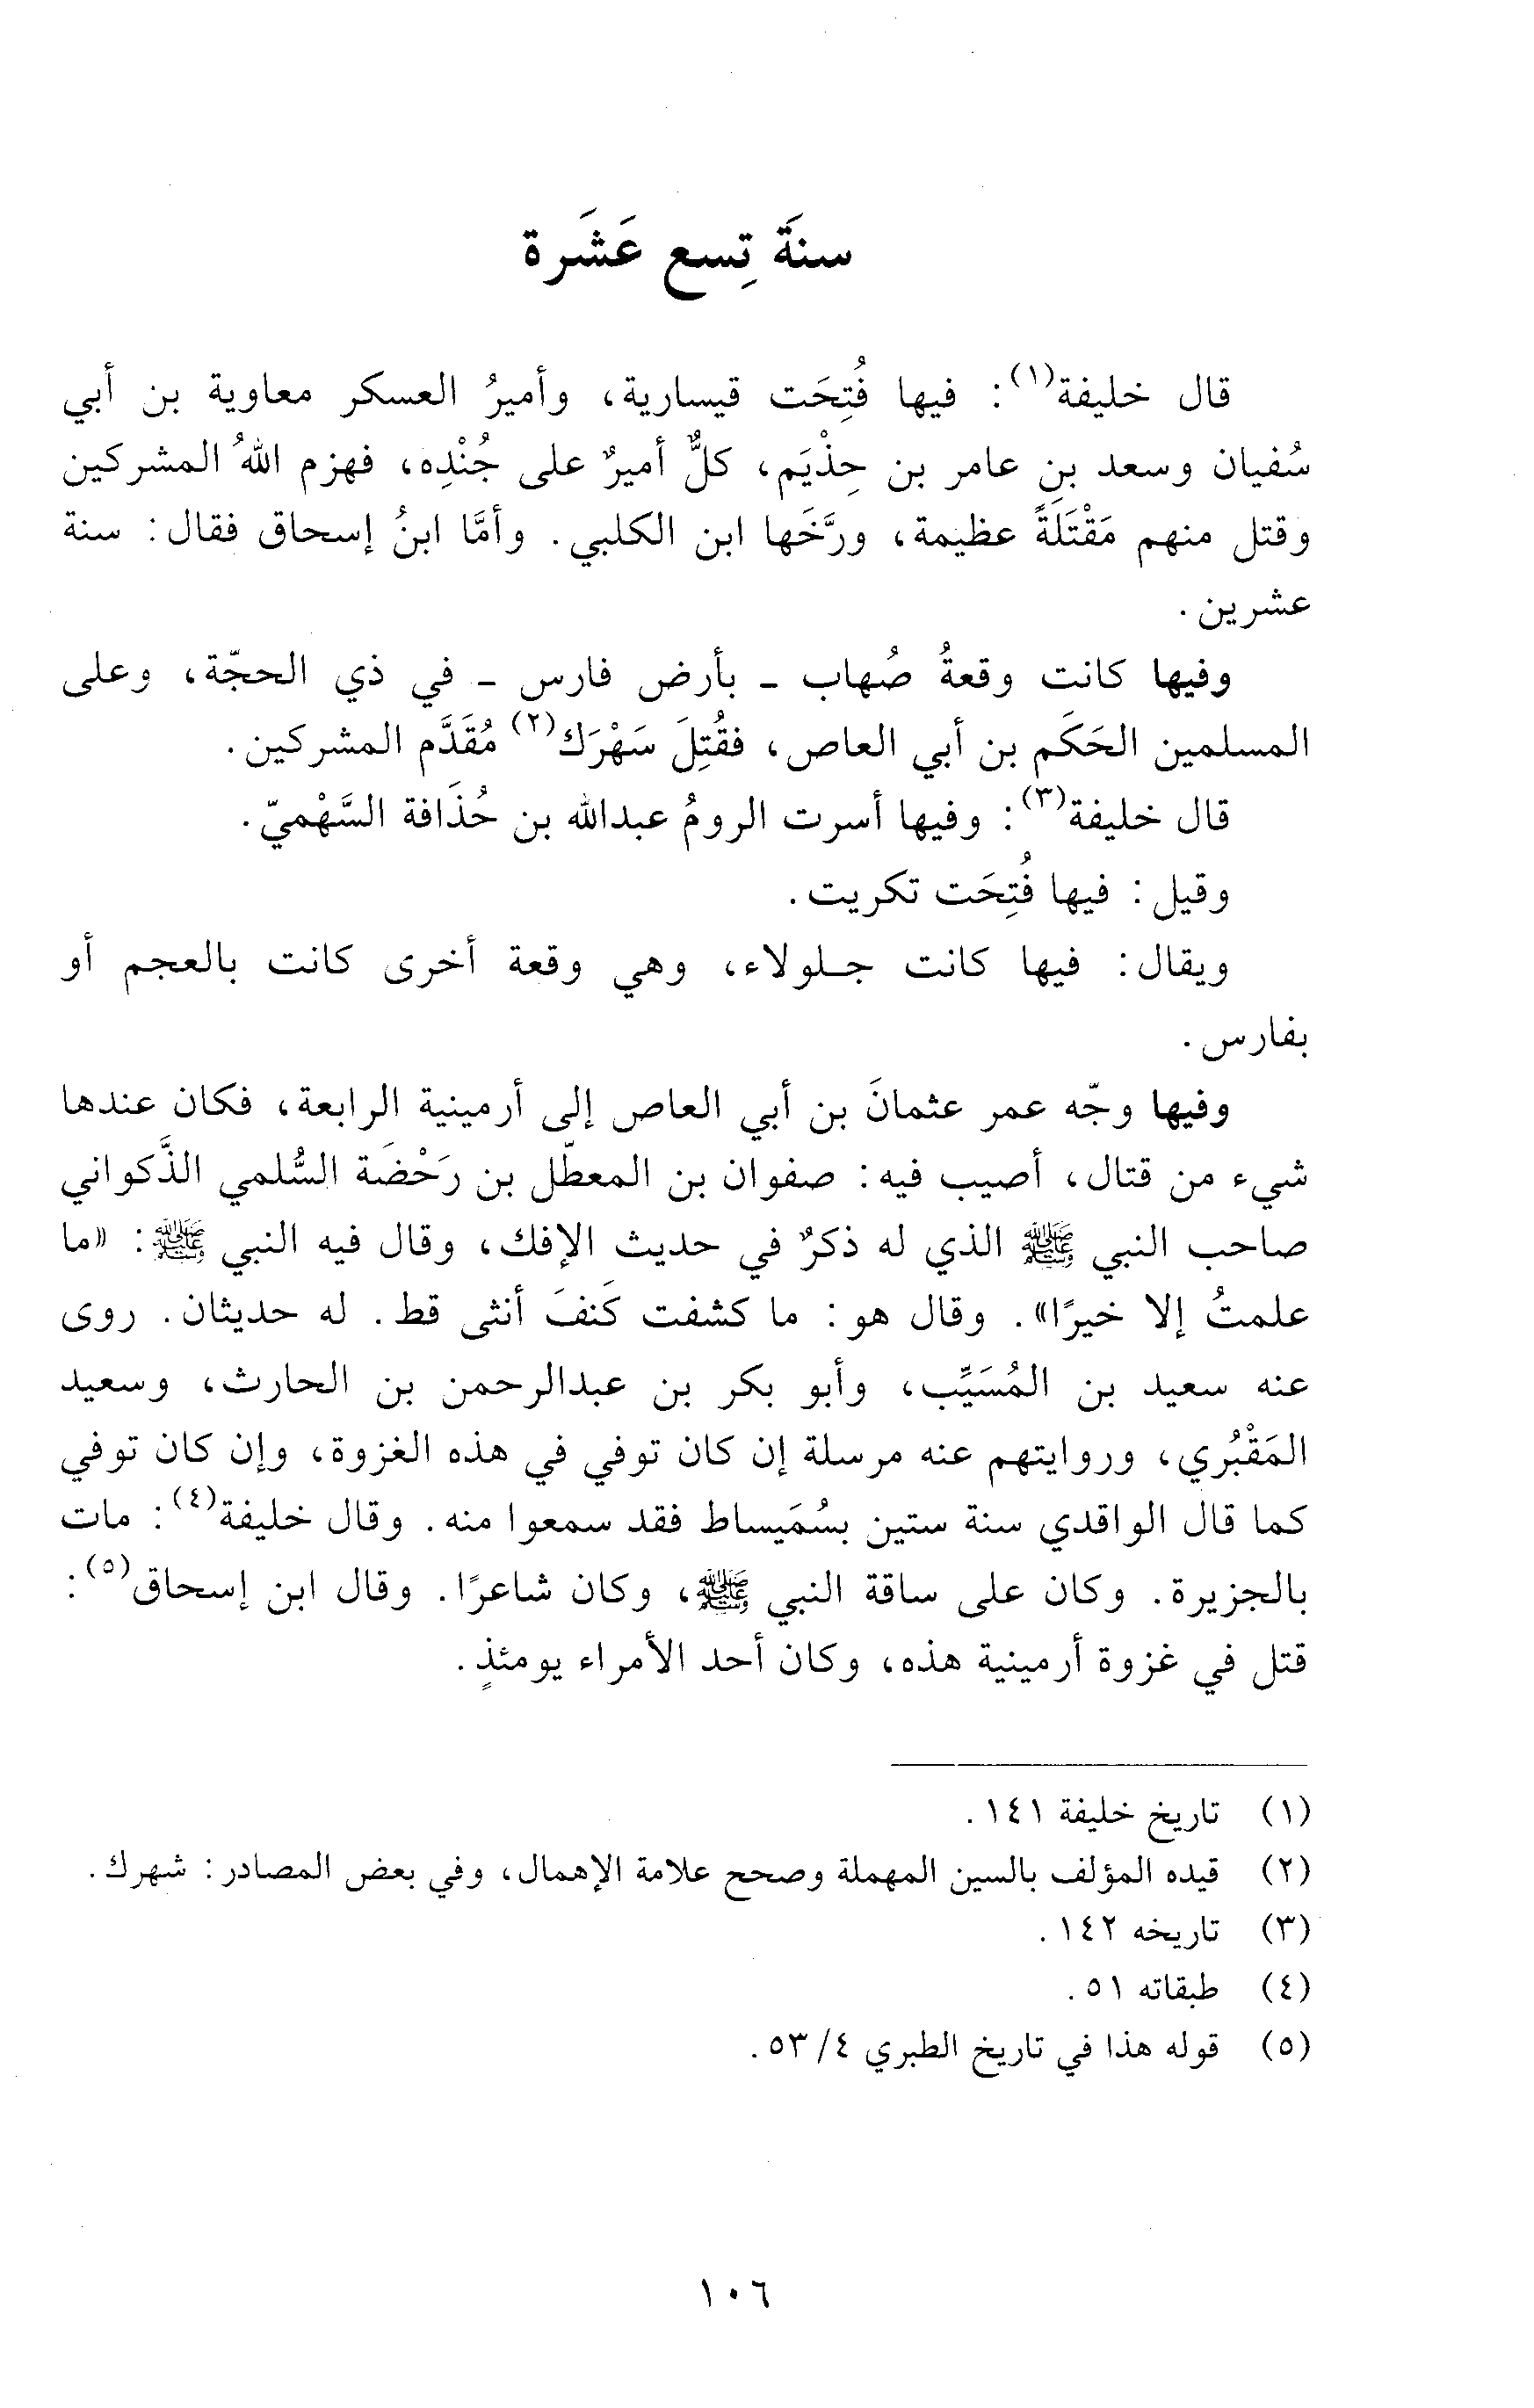 سنةَ تِسع عَشَرة
قال خليفة(١): فيها فُتِحَت قيسارية، وأميرُ العسكر معاوية بن أبي
سُفيان وسعد بن عامر بن حِذْيَم، كلٌّ أميرٌ على جُنْدِه، فهزم اللهُ المشركين
وقتل منهم مَقْتَلَةً عظيمة، ورَّخَها ابن الكلبي. وأمَّا ابنُ إسحاق فقال: سنة
عشرين.
وفيها كانت وقعةُ صُهاب - بأرض فارس - في ذي الحجّة، وعلى
المسلمين الحَكَم بن أبي العاص، فقُتِلَ سَهْرَك(٢) مُقَدَّم المشركين.
قال خليفة(٣): وفيها أسرت الرومُ عبدالله بن حُذَافة السَّهْميّ.
وقيل: فيها فُتِحَت تكريت.
ويقال: فيها كانت جلولاء، وهي وقعة أخرى كانت بالعجم أو
بفارس.
وفيها وجّه عمر عثمانَ بن أبي العاص إلى أرمينية الرابعة، فكان عندها
شيء من قتال، أصيب فيه: صفوان بن المعطّل بن رَحْضَة السُّلمي الذَّكواني
صاحب النبي ﷺ الذي له ذكرٌ في حديث الإفك، وقال فيه النبي ﷺ: «ما
علمتُ إلا خيرًا». وقال هو: ما كشفت كَنفَ أنثى قط. له حديثان. روى
عنه سعيد بن المُسَيِّب، وأبو بكر بن عبدالرحمن بن الحارث، وسعيد
المَقْبُري، وروايتهم عنه مرسلة إن كان توفي في هذه الغزوة، وإن كان توفي
كما قال الواقدي سنة ستين بسُمَيساط فقد سمعوا منه. وقال خليفة(٤): مات
بالجزيرة. وكان على ساقة النبي ﷺ، وكان شاعرًا. وقال ابن إسحاق(٥):
قتل في غزوة أرمينية هذه، وكان أحد الأمراء يومئذٍ.
(١) تاريخ خليفة ١٤١.
(٢) قيده المؤلف بالسين المهملة وصحح علامة الإهمال، وفي بعض المصادر: شهرك.
(٣) تاريخه ١٤٢.
(٤) طبقاته ٥١.
(٥) قوله هذا في تاريخ الطبري ٤/ ٥٣.
١٠٦